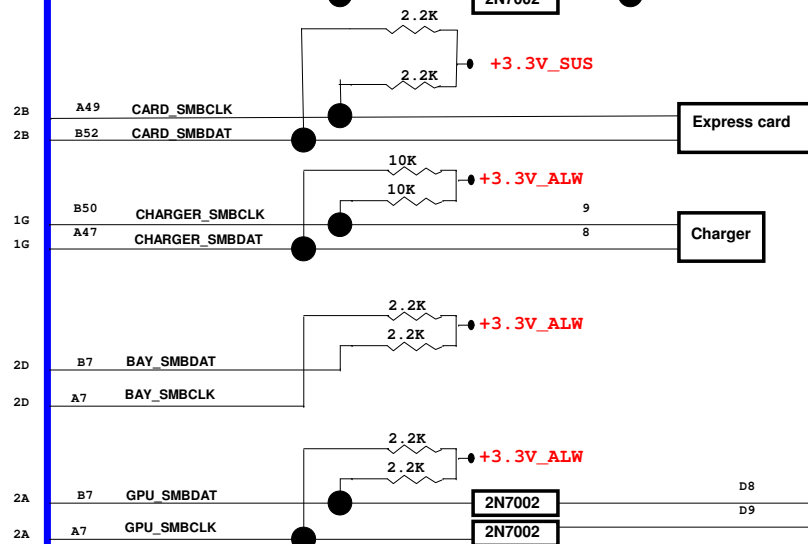 2N7002
2.2K
+3.3V_SUS
2.2K
2B A49 CARD_SMBCLK
Express card
2B B52 CARD_SMBDAT
10K
+3.3V_ALW
10K
1G B50 CHARGER_SMBCLK 9
1G A47 CHARGER_SMBDAT 8
Charger
2.2K
+3.3V_ALW
2.2K
2D B7 BAY_SMBDAT
2D A7 BAY_SMBCLK
2.2K
+3.3V_ALW
2.2K
2A B7 GPU_SMBDAT 2N7002 D8
D9
2A A7 GPU_SMBCLK 2N7002